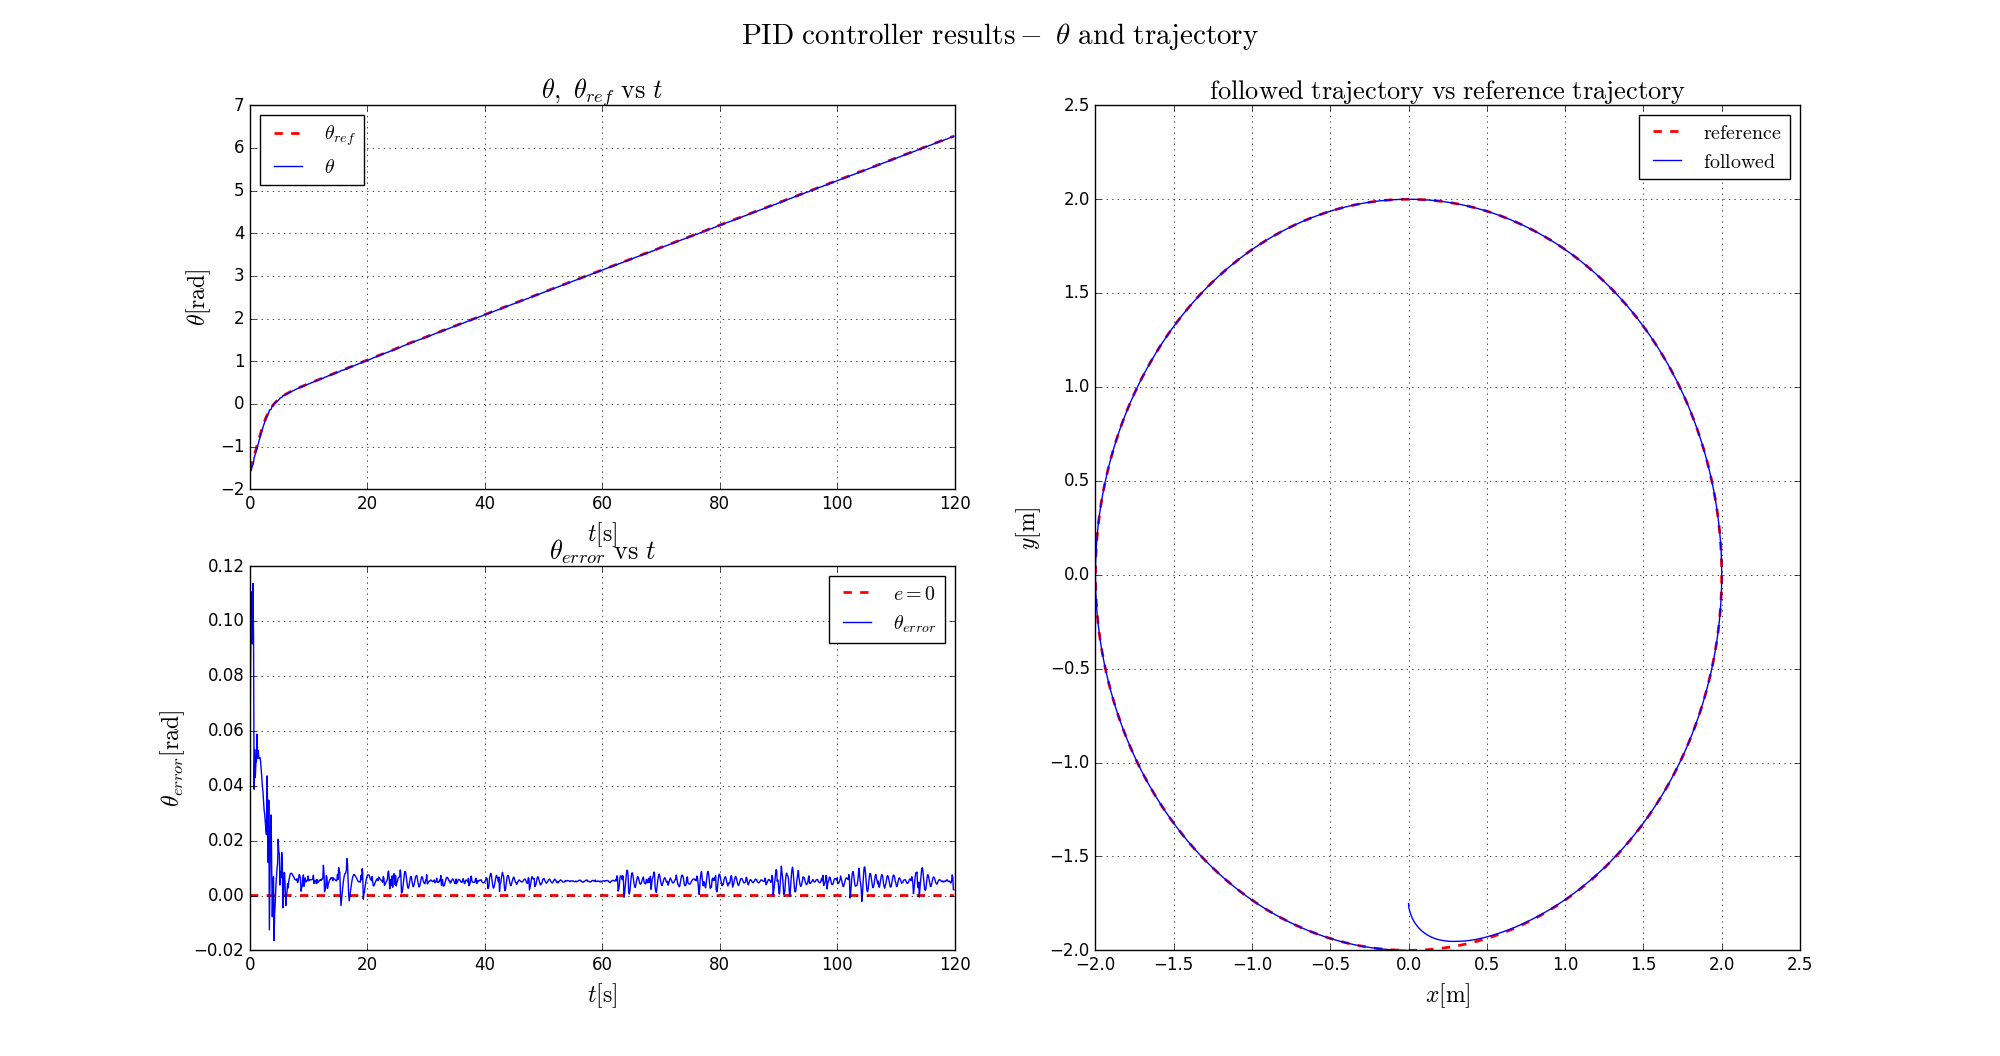 PID controller results – θ and trajectory
θ, θ_ref vs t
7
6
5
4
3
2
1
0
−1
−2
θ[rad]
θ_ref
θ
0 20 40 60 80 100 120
t[s]
θ_error vs t
0.12
0.10
0.08
0.06
0.04
0.02
0.00
−0.02
θ_error[rad]
e = 0
θ_error
0 20 40 60 80 100 120
t[s]
followed trajectory vs reference trajectory
2.5
2.0
1.5
1.0
0.5
0.0
−0.5
−1.0
−1.5
−2.0
y[m]
reference
followed
−2.0 −1.5 −1.0 −0.5 0.0 0.5 1.0 1.5 2.0 2.5
x[m]